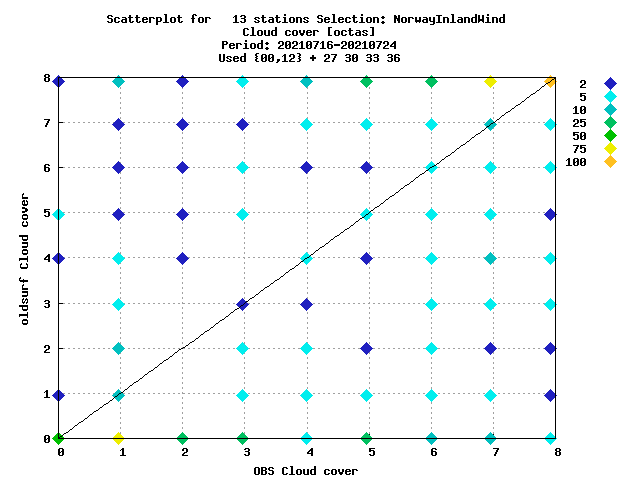 Scatterplot for   13 stations Selection: NorwayInlandWind
Cloud cover [octas]
Period: 20210716-20210724
Used {00,12} + 27 30 33 36
8
7
6
5
4
3
2
1
0
oldsurf Cloud cover
0 1 2 3 4 5 6 7 8
OBS Cloud cover
2
5
10
25
50
75
100